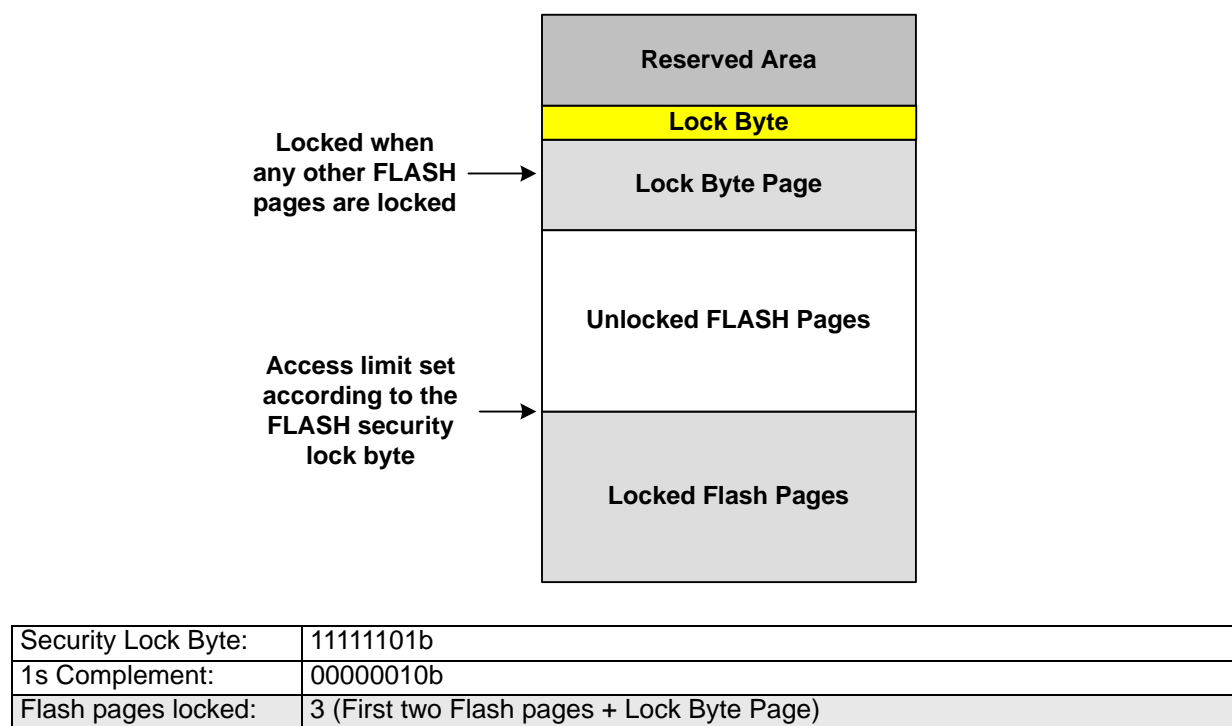 Reserved Area
Lock Byte
Locked when
any other FLASH
pages are locked
Lock Byte Page
Unlocked FLASH Pages
Access limit set
according to the
FLASH security
lock byte
Locked Flash Pages
Security Lock Byte: 11111101b
1s Complement: 00000010b
Flash pages locked: 3 (First two Flash pages + Lock Byte Page)